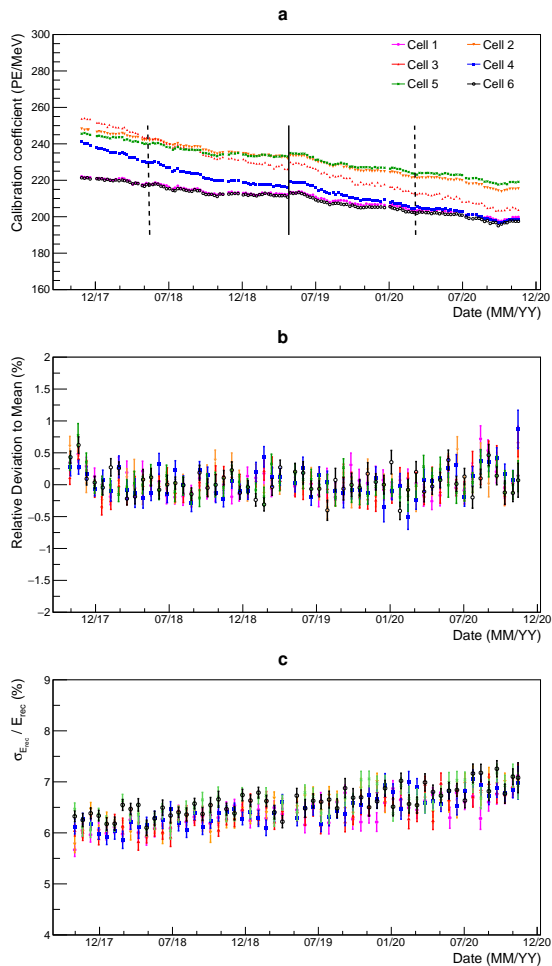 a
Calibration coefficient (PE/MeV)
300
280
260
240
220
200
180
160
Cell 1
Cell 2
Cell 3
Cell 4
Cell 5
Cell 6
12/17
07/18
12/18
07/19
01/20
07/20
12/20
Date (MM/YY)
b
Relative Deviation to Mean (%)
2
1.5
1
0.5
0
−0.5
−1
−1.5
−2
12/17
07/18
12/18
07/19
01/20
07/20
12/20
Date (MM/YY)
c
σ_{E_rec} / E_rec (%)
9
8
7
6
5
4
12/17
07/18
12/18
07/19
01/20
07/20
12/20
Date (MM/YY)